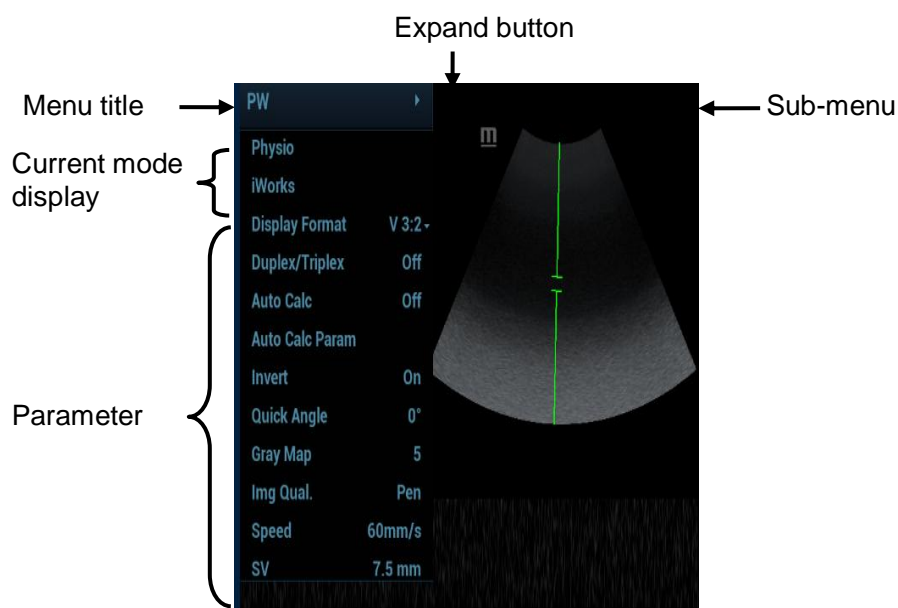 Expand button
Menu title
Sub-menu
Current mode
display
Parameter
PW
Physio
iWorks
Display Format V 3:2
Duplex/Triplex Off
Auto Calc Off
Auto Calc Param
Invert On
Quick Angle 0°
Gray Map 5
Img Qual. Pen
Speed 60mm/s
SV 7.5 mm
m